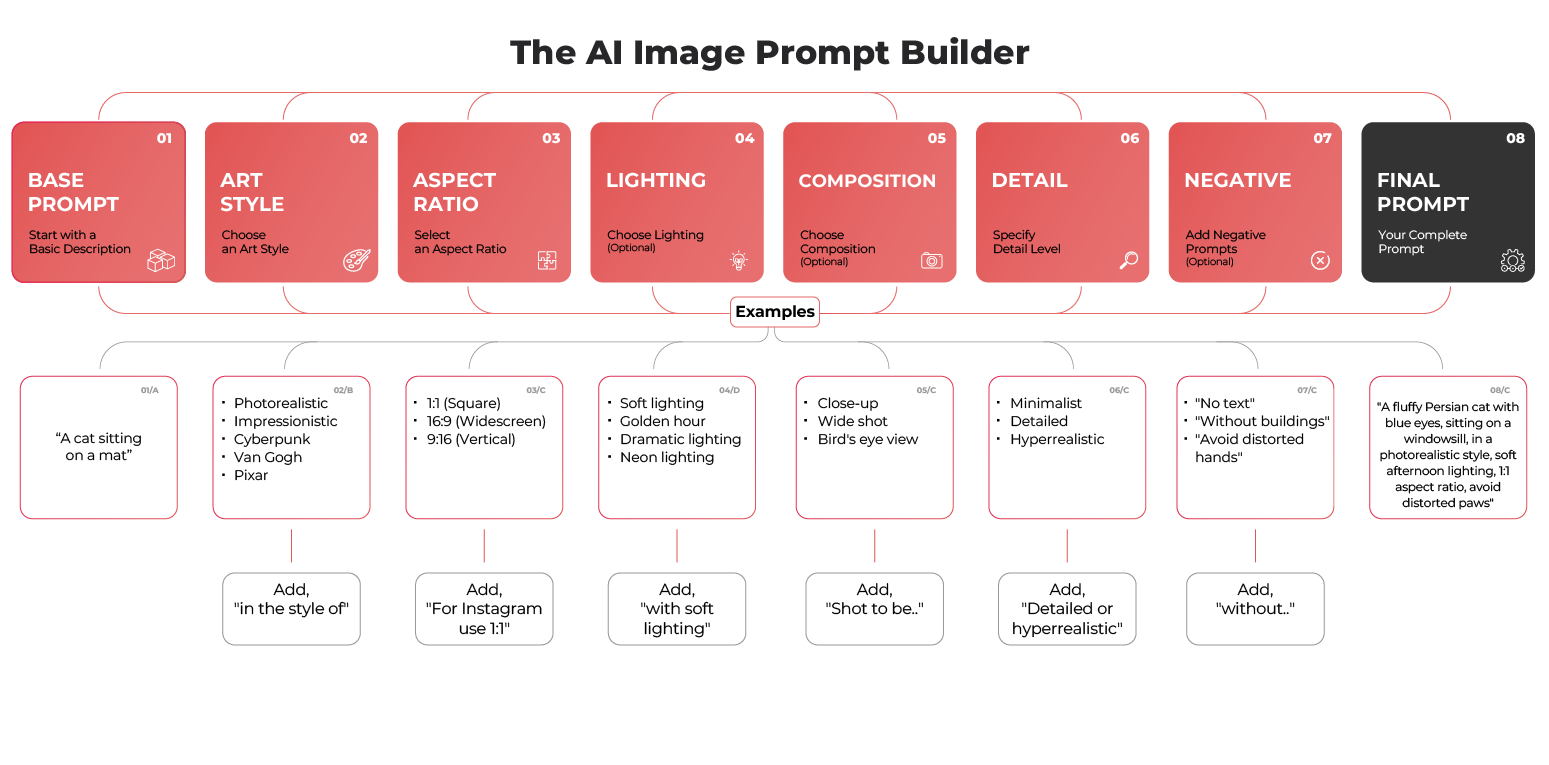 The AI Image Prompt Builder
01
BASE
PROMPT
Start with a
Basic Description
02
ART
STYLE
Choose
an Art Style
03
ASPECT
RATIO
Select
an Aspect Ratio
04
LIGHTING
Choose Lighting
(Optional)
05
COMPOSITION
Choose
Composition
(Optional)
06
DETAIL
Specify
Detail Level
07
NEGATIVE
Add Negative
Prompts
(Optional)
08
FINAL
PROMPT
Your Complete
Prompt
Examples
01/A
“A cat sitting
on a mat”
02/B
· Photorealistic
· Impressionistic
· Cyberpunk
· Van Gogh
· Pixar
03/C
· 1:1 (Square)
· 16:9 (Widescreen)
· 9:16 (Vertical)
04/D
· Soft lighting
· Golden hour
· Dramatic lighting
· Neon lighting
05/C
· Close-up
· Wide shot
· Bird's eye view
06/C
· Minimalist
· Detailed
· Hyperrealistic
07/C
· "No text"
· "Without buildings"
· "Avoid distorted
hands"
08/C
"A fluffy Persian cat with
blue eyes, sitting on a
windowsill, in a
photorealistic style, soft
afternoon lighting, 1:1
aspect ratio, avoid
distorted paws"
Add,
"in the style of"
Add,
"For Instagram
use 1:1"
Add,
"with soft
lighting"
Add,
"Shot to be.."
Add,
"Detailed or
hyperrealistic"
Add,
"without.."